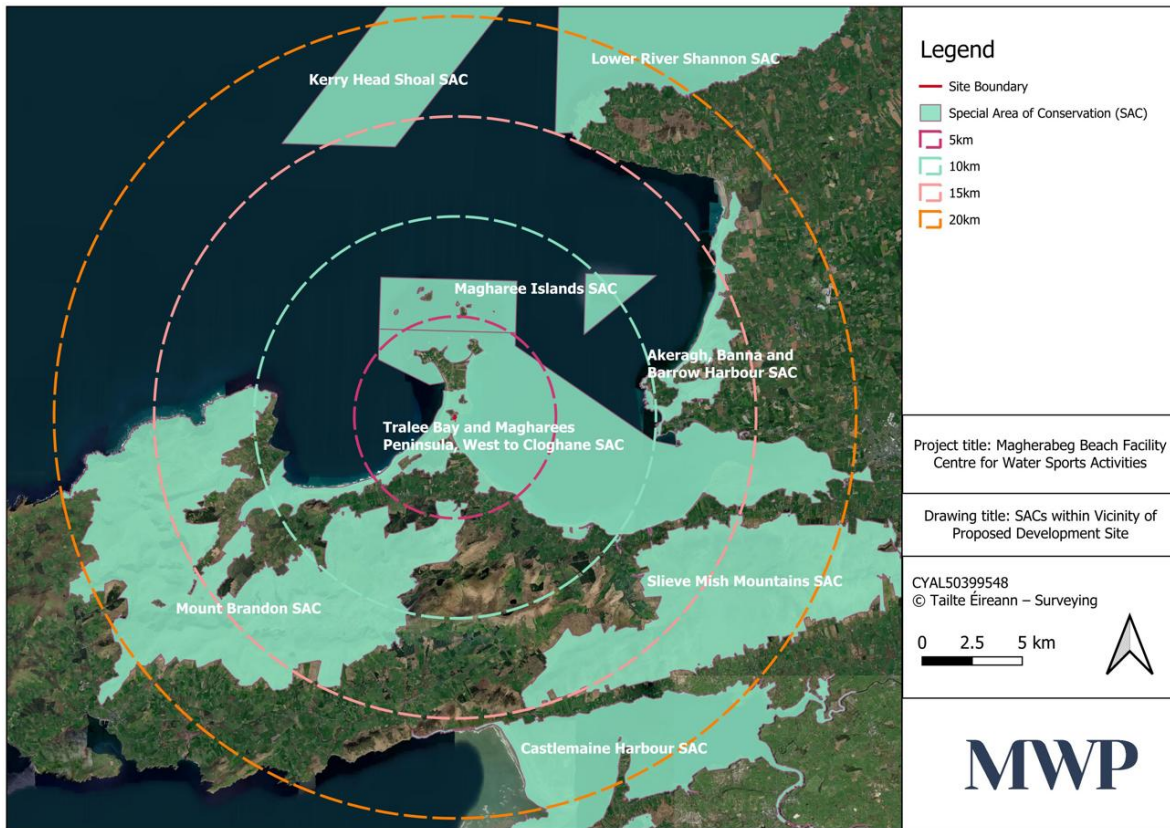 Kerry Head Shoal SAC
Lower River Shannon SAC
Magharee Islands SAC
Akeragh, Banna and
Barrow Harbour SAC
Tralee Bay and Magharees
Peninsula, West to Cloghane SAC
Slieve Mish Mountains SAC
Mount Brandon SAC
Castlemaine Harbour SAC
Legend
Site Boundary
Special Area of Conservation (SAC)
5km
10km
15km
20km
Project title: Magherabeg Beach Facility
Centre for Water Sports Activities
Drawing title: SACs within Vicinity of
Proposed Development Site
CYAL50399548
© Tailte Éireann – Surveying
0 2.5 5 km
MWP